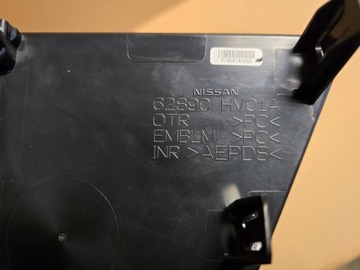 NISSAN
62890 HV01A
OTR >PC<
EMBLM >PC<
INR >AEPDS<